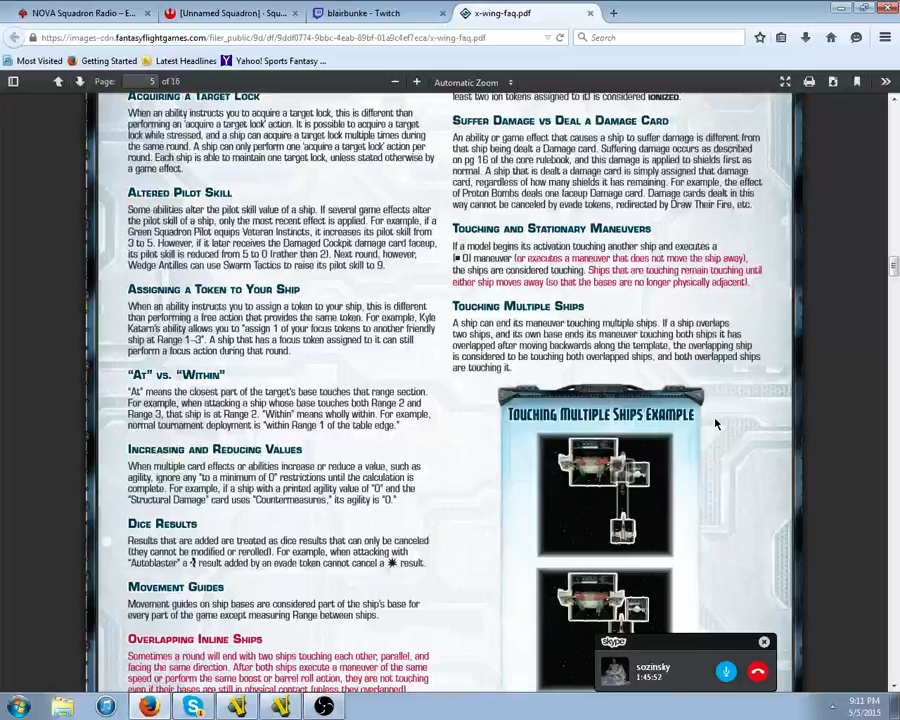 NOVA Squadron Radio – E...
[Unnamed Squadron] : Squ...
blairbunke - Twitch
x-wing-faq.pdf
https://images-cdn.fantasyflightgames.com/filer_public/9d/df/9ddf0774-9bbc-4eab-89bf-01a9c4ef7eca/x-wing-faq.pdf
Search
Most Visited
Getting Started
Latest Headlines
Yahoo! Sports Fantasy ...
Page: 5 of 16
Automatic Zoom
Acquiring a Target Lock
When an ability instructs you to acquire a target lock, this is different than
performing an 'acquire a target lock' action. It is possible to acquire a target
lock while stressed, and a ship can acquire a target lock multiple times during
the same round. A ship can only perform one 'acquire a target lock' action per
round. Each ship is able to maintain one target lock, unless stated otherwise by
a game effect.
Altered Pilot Skill
Some abilities alter the pilot skill value of a ship. If several game effects alter
the pilot skill of a ship, only the most recent effect is applied. For example, if a
Green Squadron Pilot equips Veteran Instincts, it increases its pilot skill from
3 to 5. However, if it later receives the Damaged Cockpit damage card faceup,
its pilot skill is reduced from 5 to 0 (rather than 2). Next round, however,
Wedge Antilles can use Swarm Tactics to raise its pilot skill to 9.
Assigning a Token to Your Ship
When an ability instructs you to assign a token to your ship, this is different
than performing a free action that provides the same token. For example, Kyle
Katarn's ability allows you to "assign 1 of your focus tokens to another friendly
ship at Range 1–3". A ship that has a focus token assigned to it can still
perform a focus action during that round.
"At" vs. "Within"
"At" means the closest part of the target's base touches that range section.
For example, when attacking a ship whose base touches both Range 2 and
Range 3, that ship is at Range 2. "Within" means wholly within. For example,
normal tournament deployment is "within Range 1 of the table edge."
Increasing and Reducing Values
When multiple card effects or abilities increase or reduce a value, such as
agility, ignore any "to a minimum of 0" restrictions until the calculation is
complete. For example, if a ship with a printed agility value of "0" and the
"Structural Damage" card uses "Countermeasures," its agility is "0."
Dice Results
Results that are added are treated as dice results that can only be canceled
(they cannot be modified or rerolled). For example, when attacking with
"Autoblaster" a result added by an evade token cannot cancel a result.
Movement Guides
Movement guides on ship bases are considered part of the ship's base for
every part of the game except measuring Range between ships.
Overlapping Inline Ships
Sometimes a round will end with two ships touching each other, parallel, and
facing the same direction. After both ships execute a maneuver of the same
speed or perform the same boost or barrel roll action, they are not touching
even if their bases are still in physical contact (unless they overlapped).
least two ion tokens assigned to it) is considered ionized.
Suffer Damage vs Deal a Damage Card
An ability or game effect that causes a ship to suffer damage is different from
that ship being dealt a Damage card. Suffering damage occurs as described
on pg 16 of the core rulebook, and this damage is applied to shields first as
normal. A ship that is dealt a damage card is simply assigned that damage
card, regardless of how many shields it has remaining. For example, the effect
of Proton Bombs deals one faceup Damage card. Damage cards dealt in this
way cannot be canceled by evade tokens, redirected by Draw Their Fire, etc.
Touching and Stationary Maneuvers
If a model begins its activation touching another ship and executes a
(■ 0) maneuver (or executes a maneuver that does not move the ship away),
the ships are considered touching. Ships that are touching remain touching until
either ship moves away (so that the bases are no longer physically adjacent).
Touching Multiple Ships
A ship can end its maneuver touching multiple ships. If a ship overlaps
two ships, and its own base ends its maneuver touching both ships it has
overlapped after moving backwards along the template, the overlapping ship
is considered to be touching both overlapped ships, and both overlapped ships
are touching it.
Touching Multiple Ships Example
skype
sozinsky
1:45:52
9:11 PM
5/5/2015